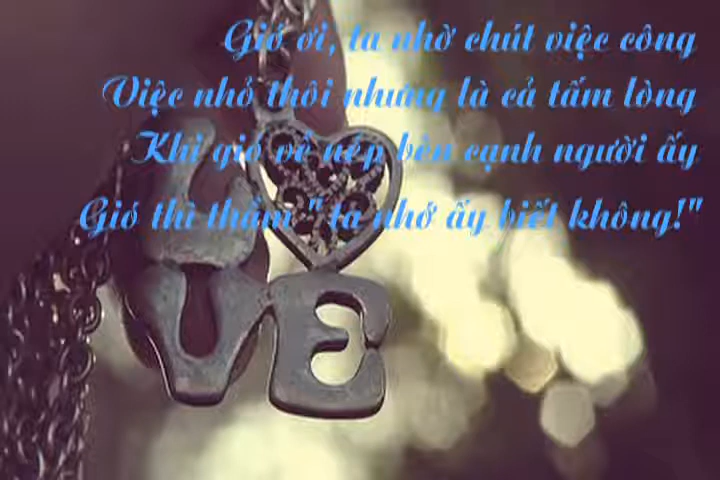 Gió ơi, ta nhờ chút việc công
Việc nhỏ thôi nhưng là cả tấm lòng
Khi gió về nép bên cạnh người ấy
Gió thì thầm "ta nhớ ấy biết không!"
LOVE